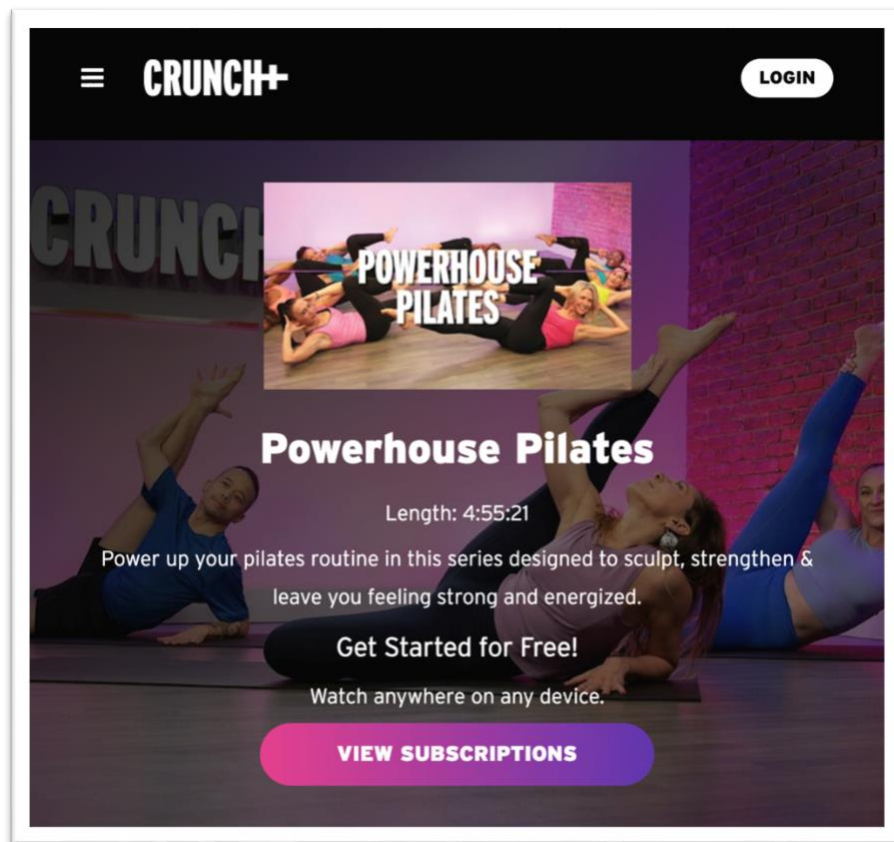 CRUNCH+
LOGIN
CRUNCH
POWERHOUSE
PILATES
Powerhouse Pilates
Length: 4:55:21
Power up your pilates routine in this series designed to sculpt, strengthen &
leave you feeling strong and energized.
Get Started for Free!
Watch anywhere on any device.
VIEW SUBSCRIPTIONS